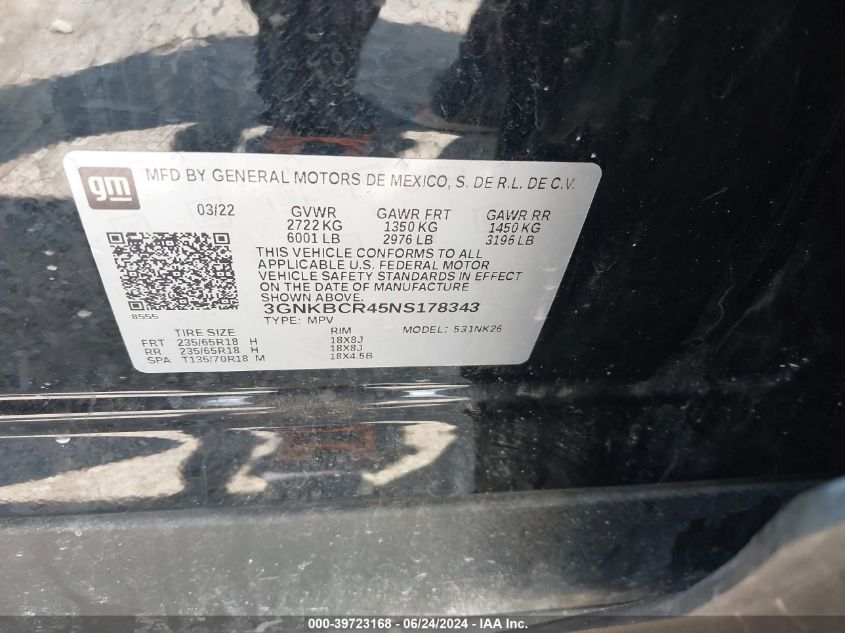 gm
MFD BY GENERAL MOTORS DE MEXICO, S. DE R.L. DE C.V.
03/22 GVWR GAWR FRT GAWR RR
2722 KG 1350 KG 1450 KG
6001 LB 2976 LB 3196 LB
THIS VEHICLE CONFORMS TO ALL
APPLICABLE U.S. FEDERAL MOTOR
VEHICLE SAFETY STANDARDS IN EFFECT
ON THE DATE OF MANUFACTURE
SHOWN ABOVE.
8555 3GNKBCR45NS178343
TYPE: MPV MODEL: 531NK26
TIRE SIZE RIM
FRT 235/65R18 H 18X8J
RR 235/65R18 H 18X8J
SPA T135/70R18 M 18X4.5B
000-39723168 - 06/24/2024 - IAA Inc.